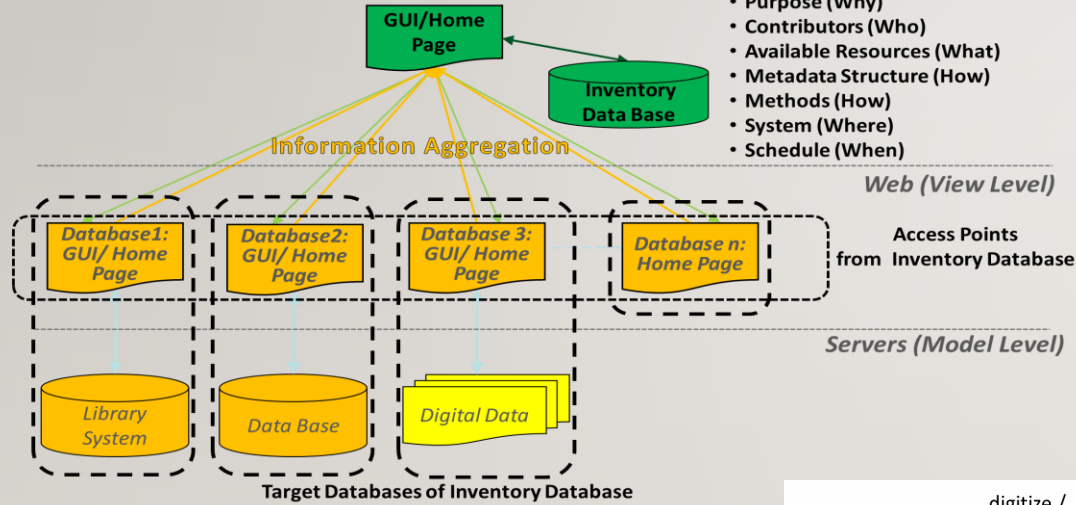 • Purpose (Why)
• Contributors (Who)
• Available Resources (What)
• Metadata Structure (How)
• Methods (How)
• System (Where)
• Schedule (When)
GUI/Home
Page
Inventory
Data Base
Information Aggregation
Web (View Level)
Database1:
GUI/ Home
Page
Database2:
GUI/ Home
Page
Database 3:
GUI/ Home
Page
Database n:
Home Page
Access Points
from Inventory Database
Servers (Model Level)
Library
System
Data Base
Digital Data
Target Databases of Inventory Database
digitize /